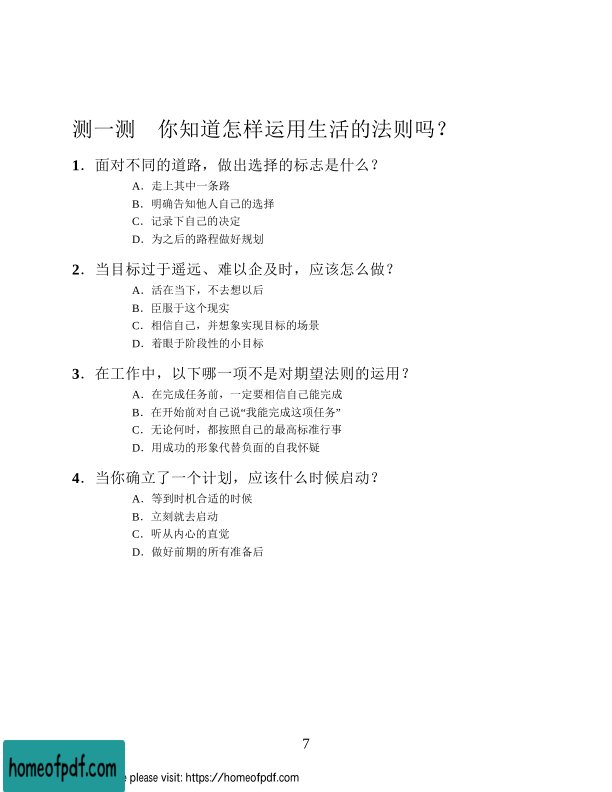 测一测　你知道怎样运用生活的法则吗？
1．面对不同的道路，做出选择的标志是什么？
A．走上其中一条路
B．明确告知他人自己的选择
C．记录下自己的决定
D．为之后的路程做好规划
2．当目标过于遥远、难以企及时，应该怎么做？
A．活在当下，不去想以后
B．臣服于这个现实
C．相信自己，并想象实现目标的场景
D．着眼于阶段性的小目标
3．在工作中，以下哪一项不是对期望法则的运用？
A．在完成任务前，一定要相信自己能完成
B．在开始前对自己说“我能完成这项任务”
C．无论何时，都按照自己的最高标准行事
D．用成功的形象代替负面的自我怀疑
4．当你确立了一个计划，应该什么时候启动？
A．等到时机合适的时候
B．立刻就去启动
C．听从内心的直觉
D．做好前期的所有准备后
7
homeofpdf.com
e please visit: https://homeofpdf.com